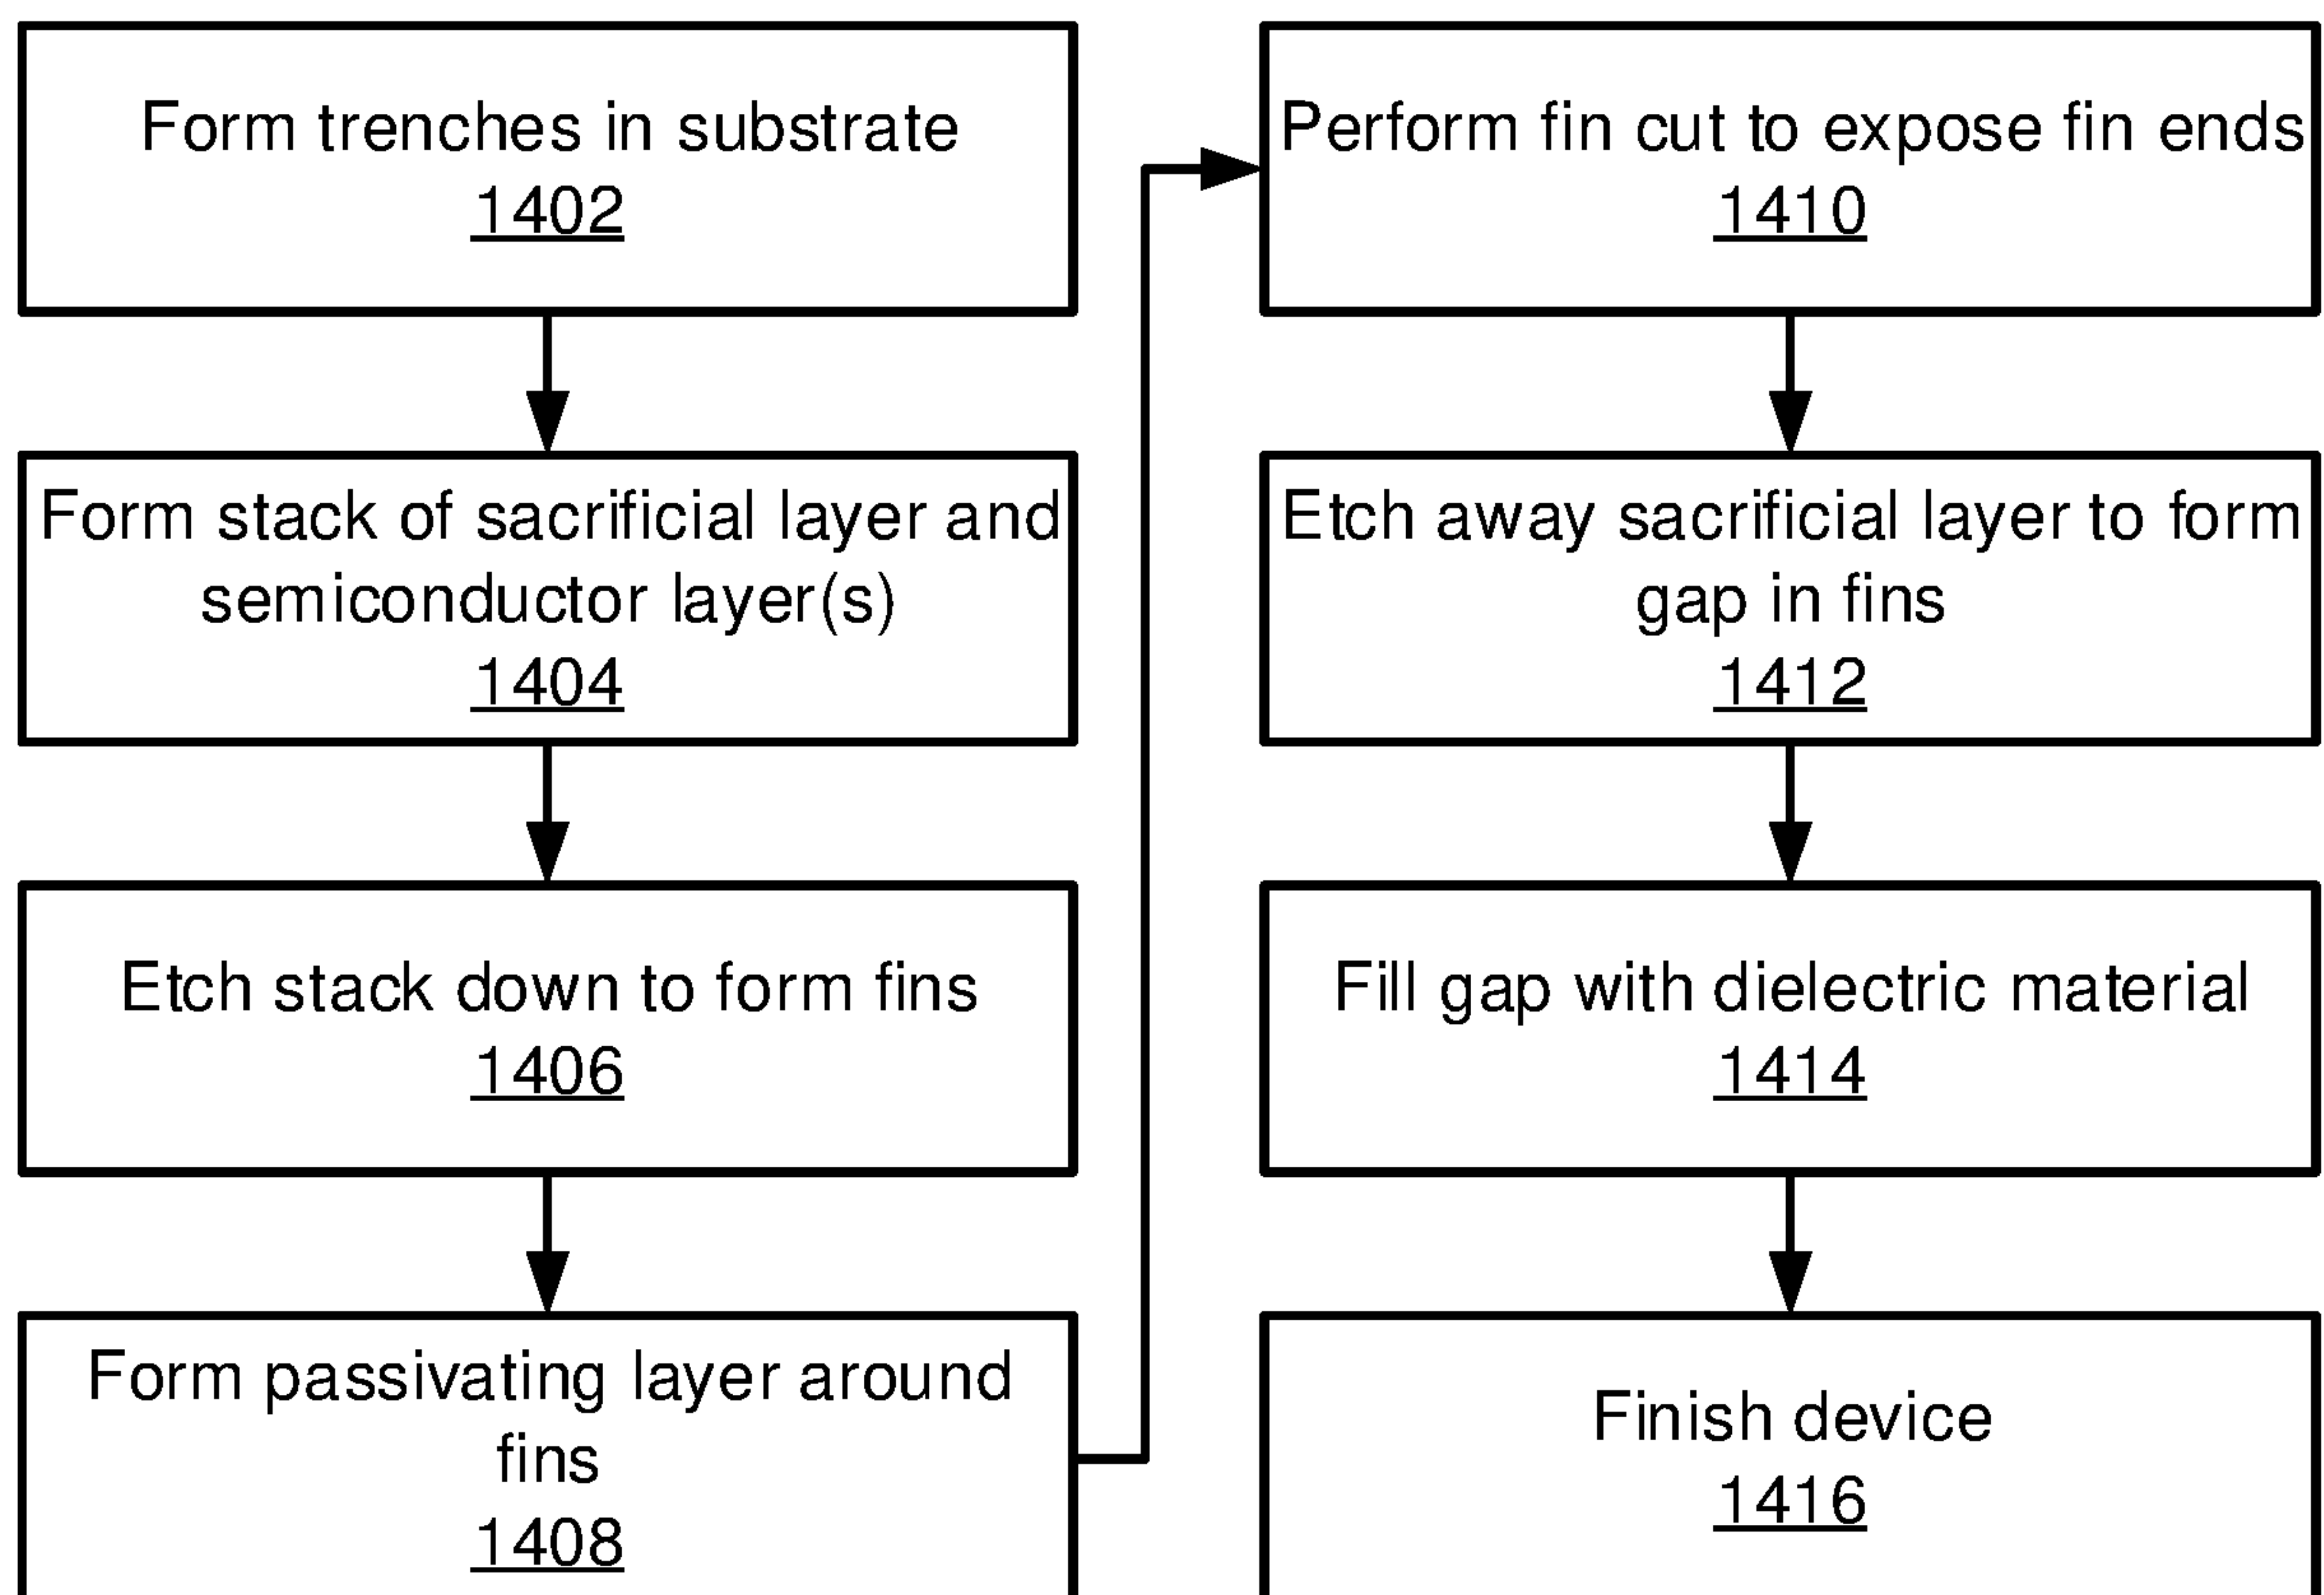 Form trenches in substrate
1402
Form stack of sacrificial layer and
semiconductor layer(s)
1404
Etch stack down to form fins
1406
Form passivating layer around
fins
1408
Perform fin cut to expose fin ends
1410
Etch away sacrificial layer to form
gap in fins
1412
Fill gap with dielectric material
1414
Finish device
1416